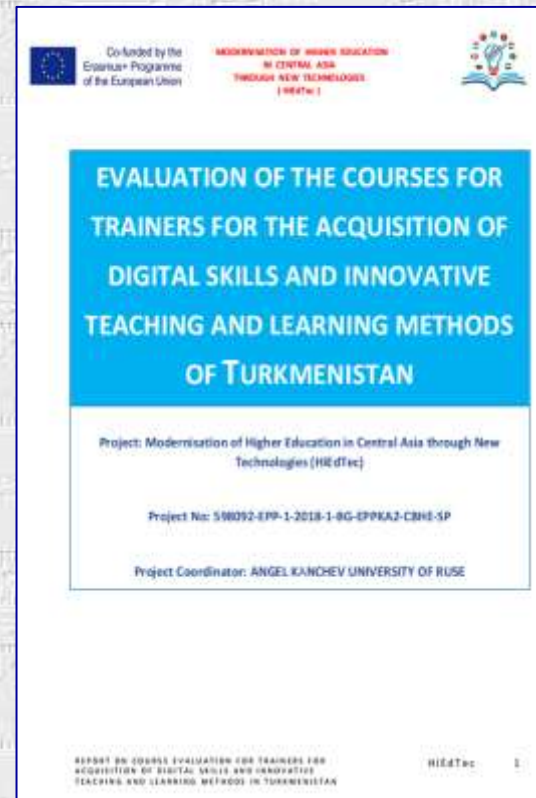 Co-funded by the
Erasmus+ Programme
of the European Union
MODERNISATION OF HIGHER EDUCATION
IN CENTRAL ASIA
THROUGH NEW TECHNOLOGIES
( HiEdTec )
EVALUATION OF THE COURSES FOR
TRAINERS FOR THE ACQUISITION OF
DIGITAL SKILLS AND INNOVATIVE
TEACHING AND LEARNING METHODS
OF TURKMENISTAN
Project: Modernisation of Higher Education in Central Asia through New
Technologies (HiEdTec)
Project No: 598092-EPP-1-2018-1-BG-EPPKA2-CBHE-SP
Project Coordinator: ANGEL KANCHEV UNIVERSITY OF RUSE
REPORT ON COURSE EVALUATION FOR TRAINERS FOR
ACQUISITION OF DIGITAL SKILLS AND INNOVATIVE
TEACHING AND LEARNING METHODS IN TURKMENISTAN
HiEdTec 1